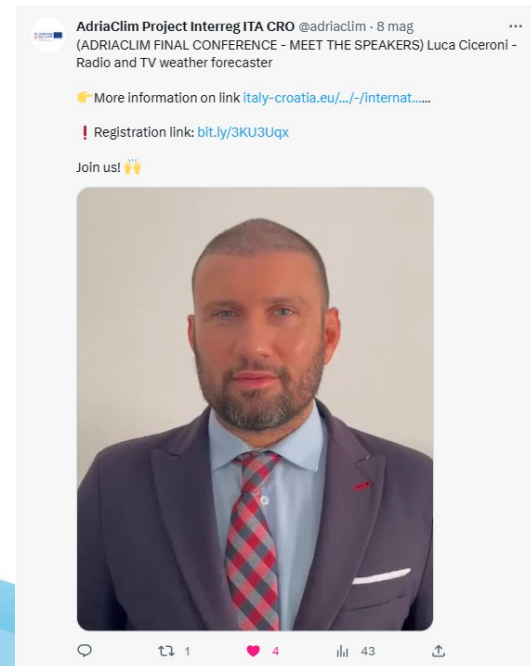 AdriaClim Project Interreg ITA CRO @adriaclim · 8 mag
(ADRIACLIM FINAL CONFERENCE - MEET THE SPEAKERS) Luca Ciceroni -
Radio and TV weather forecaster
👉More information on link italy-croatia.eu/.../-/internat......
❗Registration link: bit.ly/3KU3Uqx
Join us! 🙌
1
4
43